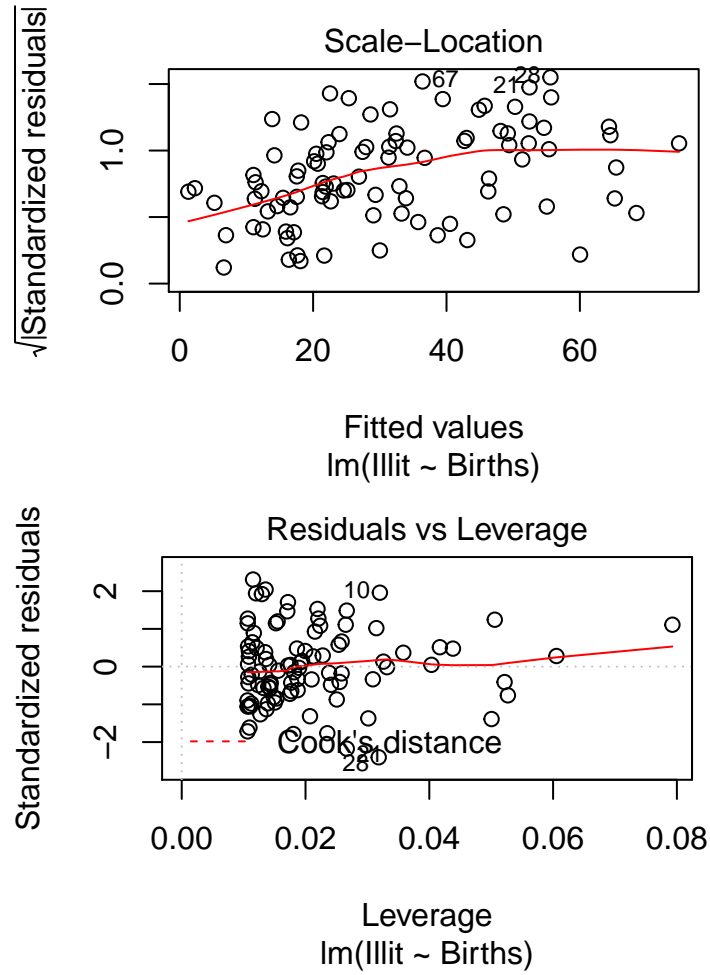 Scale−Location
√|Standardized residuals|
0.0
1.0
67
21
28
0
20
40
60
Fitted values
lm(Illit ~ Births)
Residuals vs Leverage
Standardized residuals
−2
0
2
10
Cook's distance
21
28
0.00
0.02
0.04
0.06
0.08
Leverage
lm(Illit ~ Births)